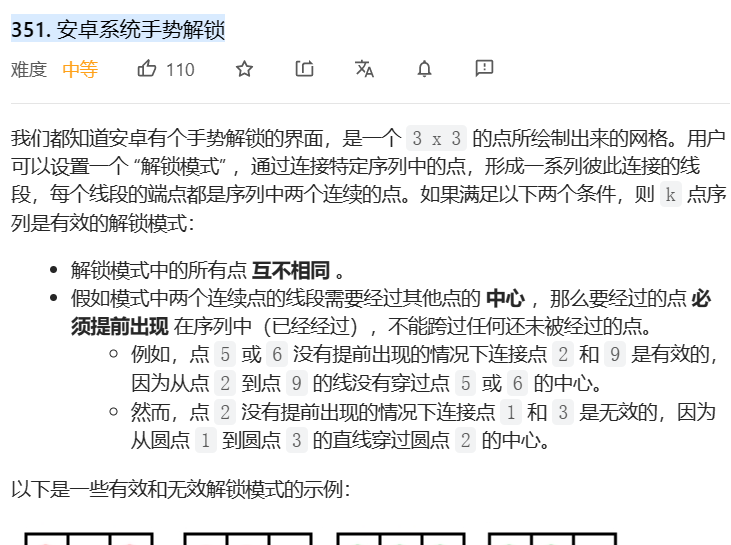 351. 安卓系统手势解锁
难度 中等 110
我们都知道安卓有个手势解锁的界面，是一个 3 x 3 的点所绘制出来的网格。用户
可以设置一个 “解锁模式” ，通过连接特定序列中的点，形成一系列彼此连接的线
段，每个线段的端点都是序列中两个连续的点。如果满足以下两个条件，则 k 点序
列是有效的解锁模式：
解锁模式中的所有点 互不相同 。
假如模式中两个连续点的线段需要经过其他点的 中心 ，那么要经过的点 必
须提前出现 在序列中（已经经过），不能跨过任何还未被经过的点。
例如，点 5 或 6 没有提前出现的情况下连接点 2 和 9 是有效的，
因为从点 2 到点 9 的线没有穿过点 5 或 6 的中心。
然而，点 2 没有提前出现的情况下连接点 1 和 3 是无效的，因为
从圆点 1 到圆点 3 的直线穿过圆点 2 的中心。
以下是一些有效和无效解锁模式的示例：